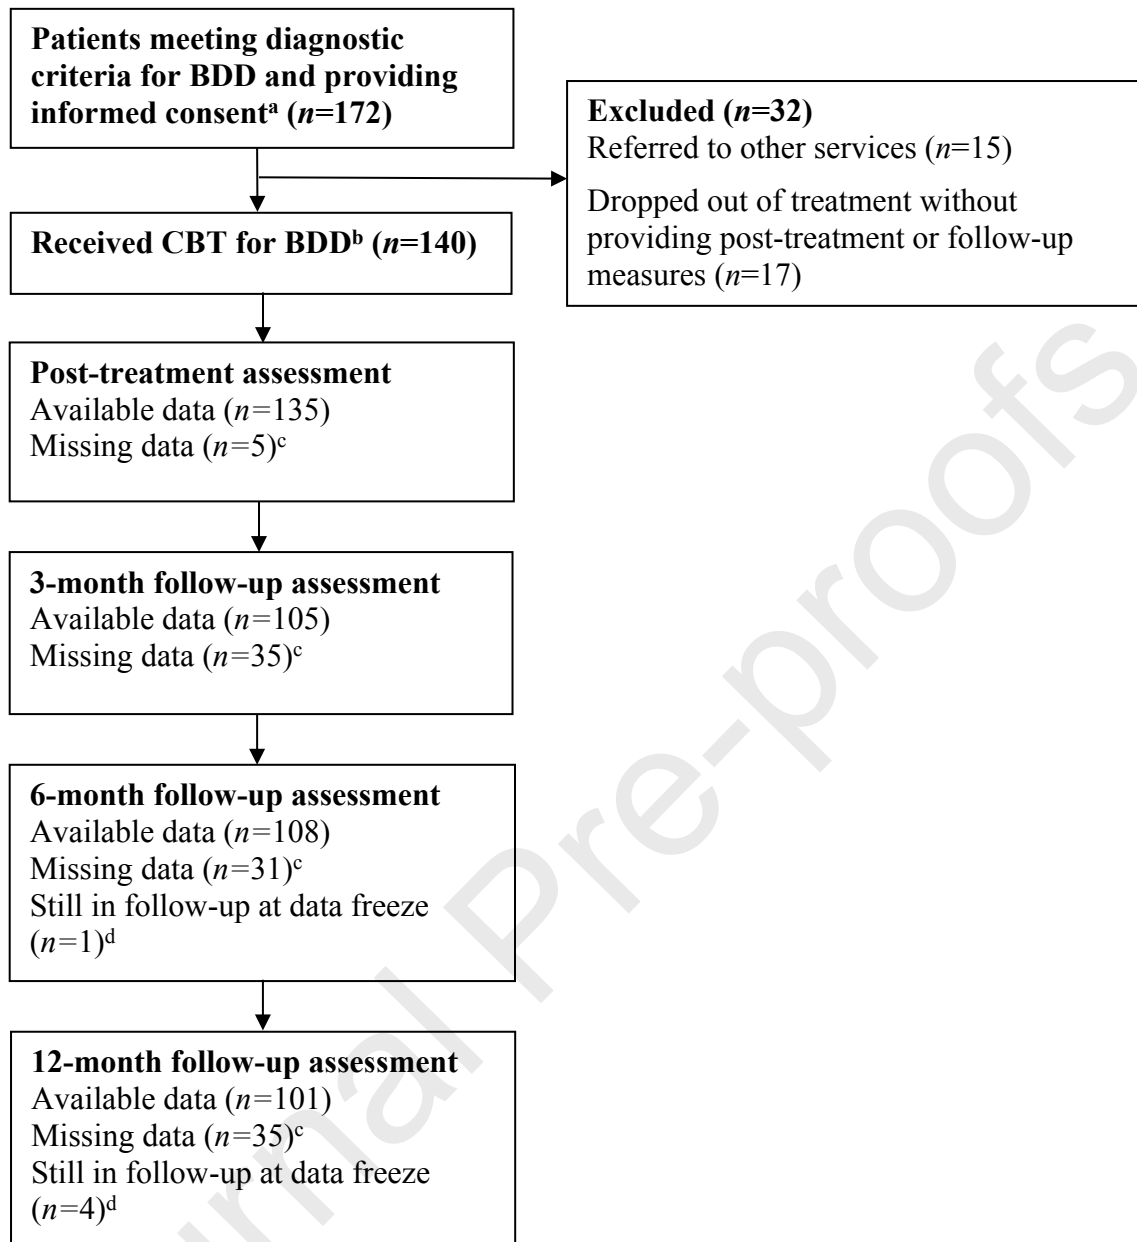 Patients meeting diagnostic
criteria for BDD and providing
informed consentᵃ (n=172)
Excluded (n=32)
Referred to other services (n=15)
Dropped out of treatment without
providing post-treatment or follow-up
measures (n=17)
Received CBT for BDDᵇ (n=140)
Post-treatment assessment
Available data (n=135)
Missing data (n=5)ᶜ
3-month follow-up assessment
Available data (n=105)
Missing data (n=35)ᶜ
6-month follow-up assessment
Available data (n=108)
Missing data (n=31)ᶜ
Still in follow-up at data freeze
(n=1)ᵈ
12-month follow-up assessment
Available data (n=101)
Missing data (n=35)ᶜ
Still in follow-up at data freeze
(n=4)ᵈ
urnal Pre-proofs